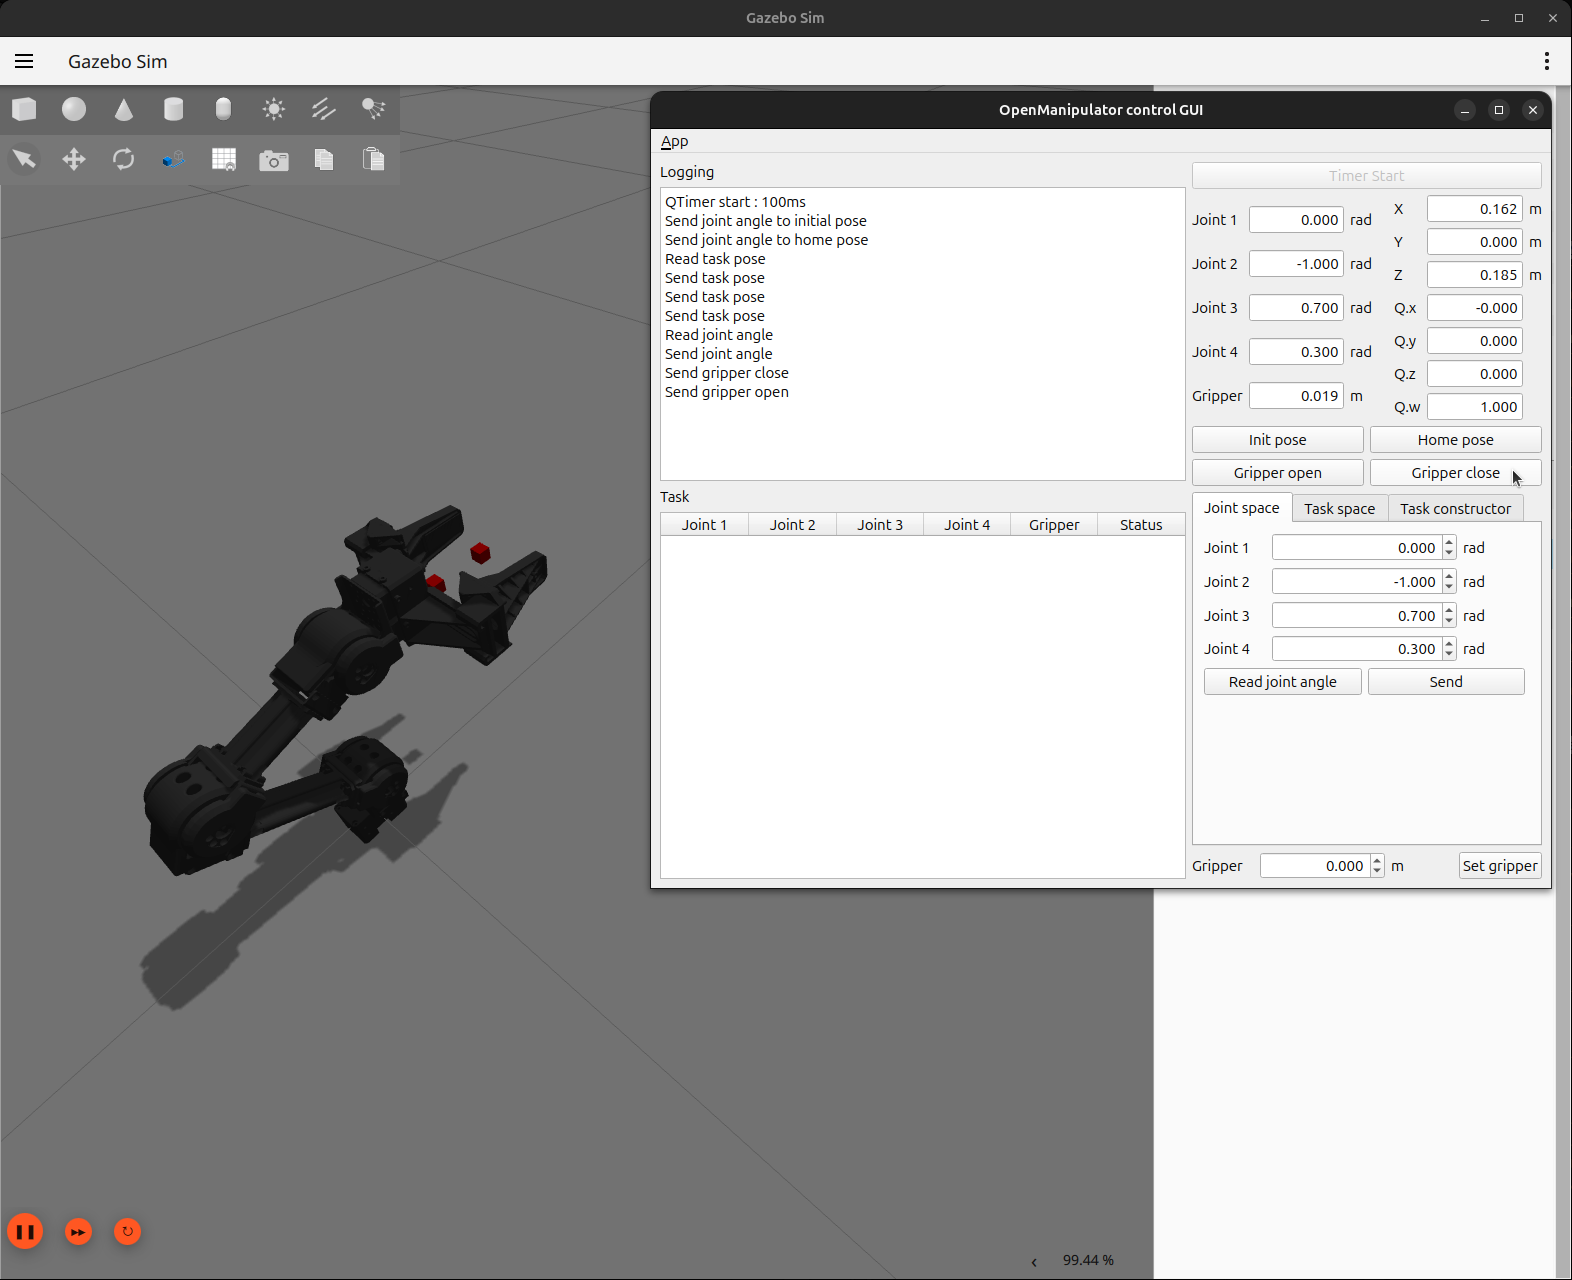 Gazebo Sim
Gazebo Sim
OpenManipulator control GUI
App
Logging
QTimer start : 100ms
Send joint angle to initial pose
Send joint angle to home pose
Read task pose
Send task pose
Send task pose
Send task pose
Read joint angle
Send joint angle
Send gripper close
Send gripper open
Task
Joint 1 Joint 2 Joint 3 Joint 4 Gripper Status
Timer Start
Joint 1 0.000 rad
Joint 2 -1.000 rad
Joint 3 0.700 rad
Joint 4 0.300 rad
Gripper 0.019 m
X 0.162 m
Y 0.000 m
Z 0.185 m
Q.x -0.000
Q.y 0.000
Q.z 0.000
Q.w 1.000
Init pose Home pose
Gripper open Gripper close
Joint space Task space Task constructor
Joint 1 0.000 rad
Joint 2 -1.000 rad
Joint 3 0.700 rad
Joint 4 0.300 rad
Read joint angle Send
Gripper 0.000 m Set gripper
99.44 %